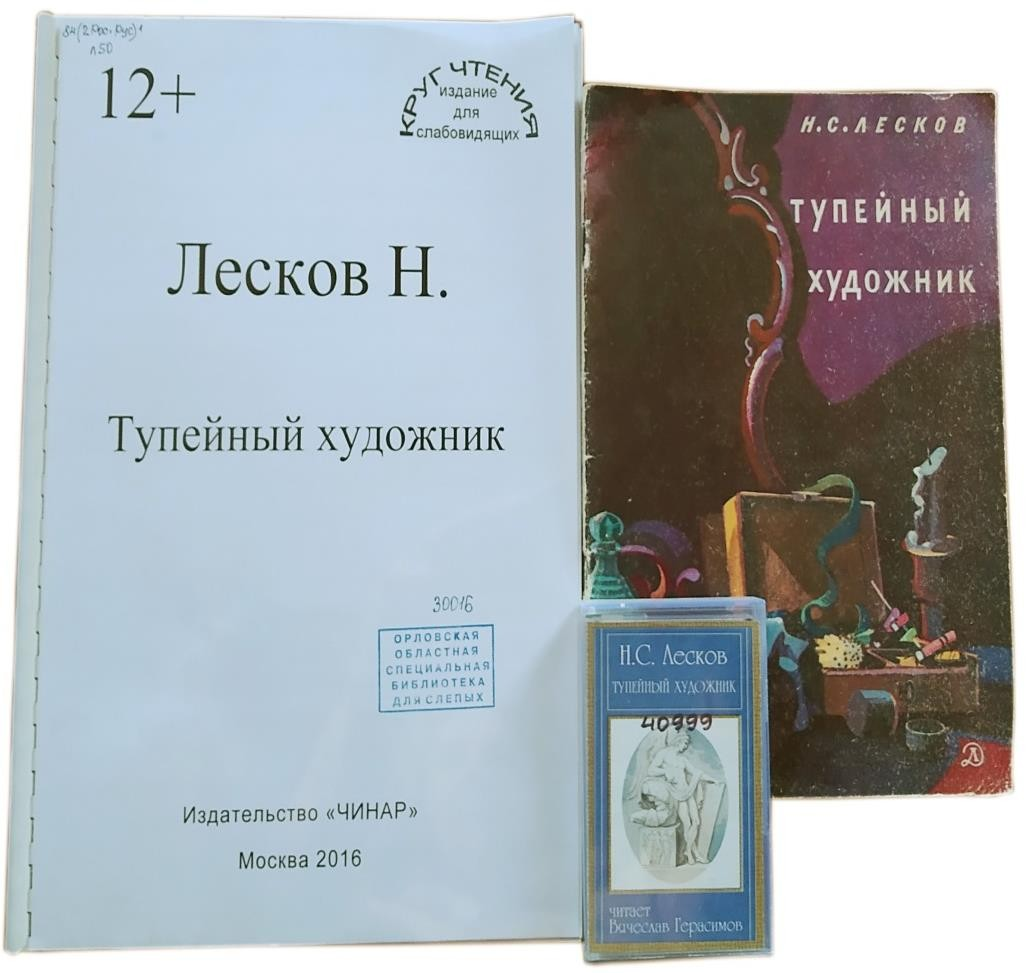 84(2Рос=Рус)1
Л50
12+
КРУГ ЧТЕНИЯ
издание
для
слабовидящих
Лесков Н.
Тупейный художник
30016
ОРЛОВСКАЯ
ОБЛАСТНАЯ
СПЕЦИАЛЬНАЯ
БИБЛИОТЕКА
ДЛЯ СЛЕПЫХ
Издательство «ЧИНАР»
Москва 2016
Н.С.ЛЕСКОВ
ТУПЕЙНЫЙ
ХУДОЖНИК
Д
Н.С. Лесков
ТУПЕЙНЫЙ ХУДОЖНИК
40999
читает
Вячеслав Герасимов